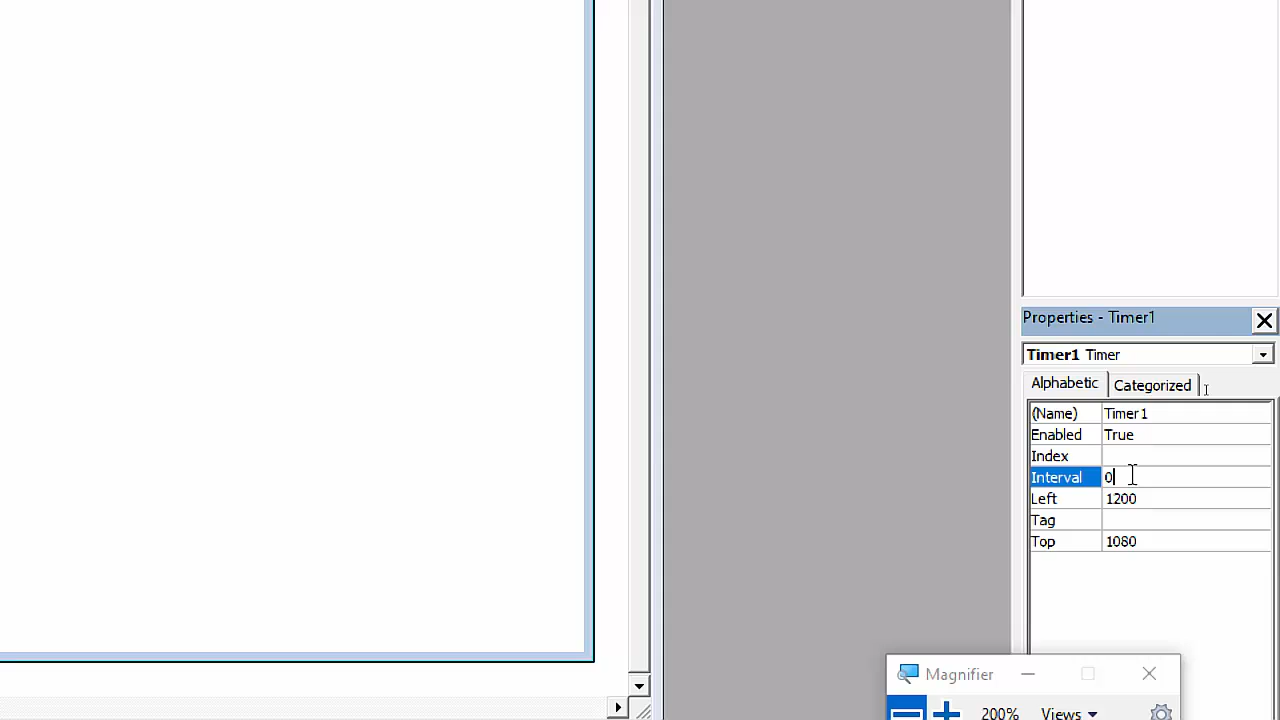 Properties - Timer1
Timer1 Timer
Alphabetic Categorized
(Name) Timer1
Enabled True
Index
Interval 0
Left 1200
Tag
Top 1080
Magnifier
200% Views